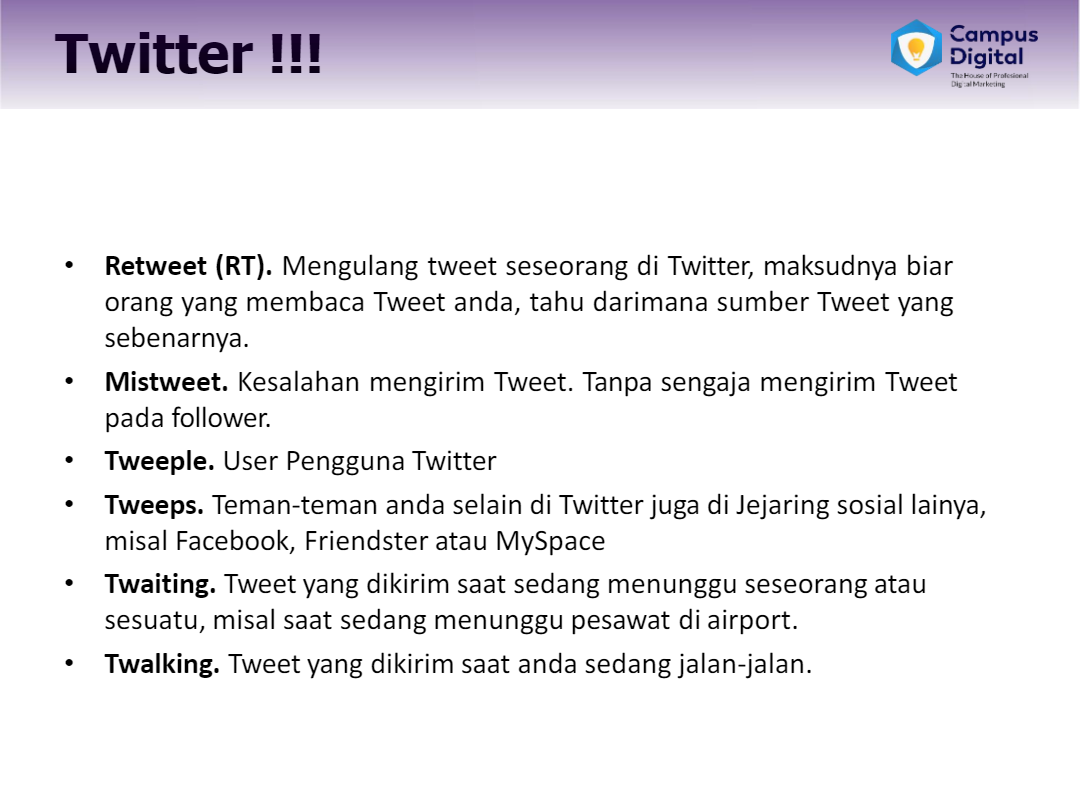 Twitter !!!
Campus
Digital
The House of Profesional
Digital Marketing
• Retweet (RT). Mengulang tweet seseorang di Twitter, maksudnya biar
orang yang membaca Tweet anda, tahu darimana sumber Tweet yang
sebenarnya.
• Mistweet. Kesalahan mengirim Tweet. Tanpa sengaja mengirim Tweet
pada follower.
• Tweeple. User Pengguna Twitter
• Tweeps. Teman-teman anda selain di Twitter juga di Jejaring sosial lainya,
misal Facebook, Friendster atau MySpace
• Twaiting. Tweet yang dikirim saat sedang menunggu seseorang atau
sesuatu, misal saat sedang menunggu pesawat di airport.
• Twalking. Tweet yang dikirim saat anda sedang jalan-jalan.